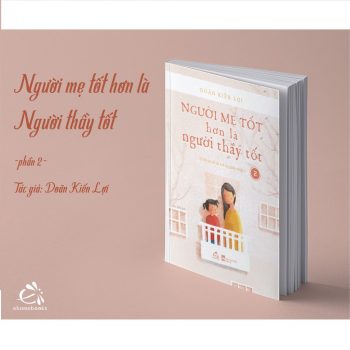 Người mẹ tốt hơn là
Người thầy tốt
-phần 2-
Tác giả: Doãn Kiến Lợi
DOÃN KIẾN LỢI
NGƯỜI MẸ TỐT
hơn là
người thầy tốt
2